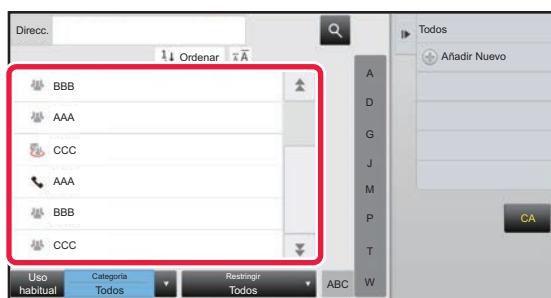 Direcc.
Ordenar
BBB
AAA
CCC
AAA
BBB
CCC
A
D
G
J
M
P
T
W
Uso habitual
Categoría
Todos
Restringir
Todos
ABC
Todos
Añadir Nuevo
CA